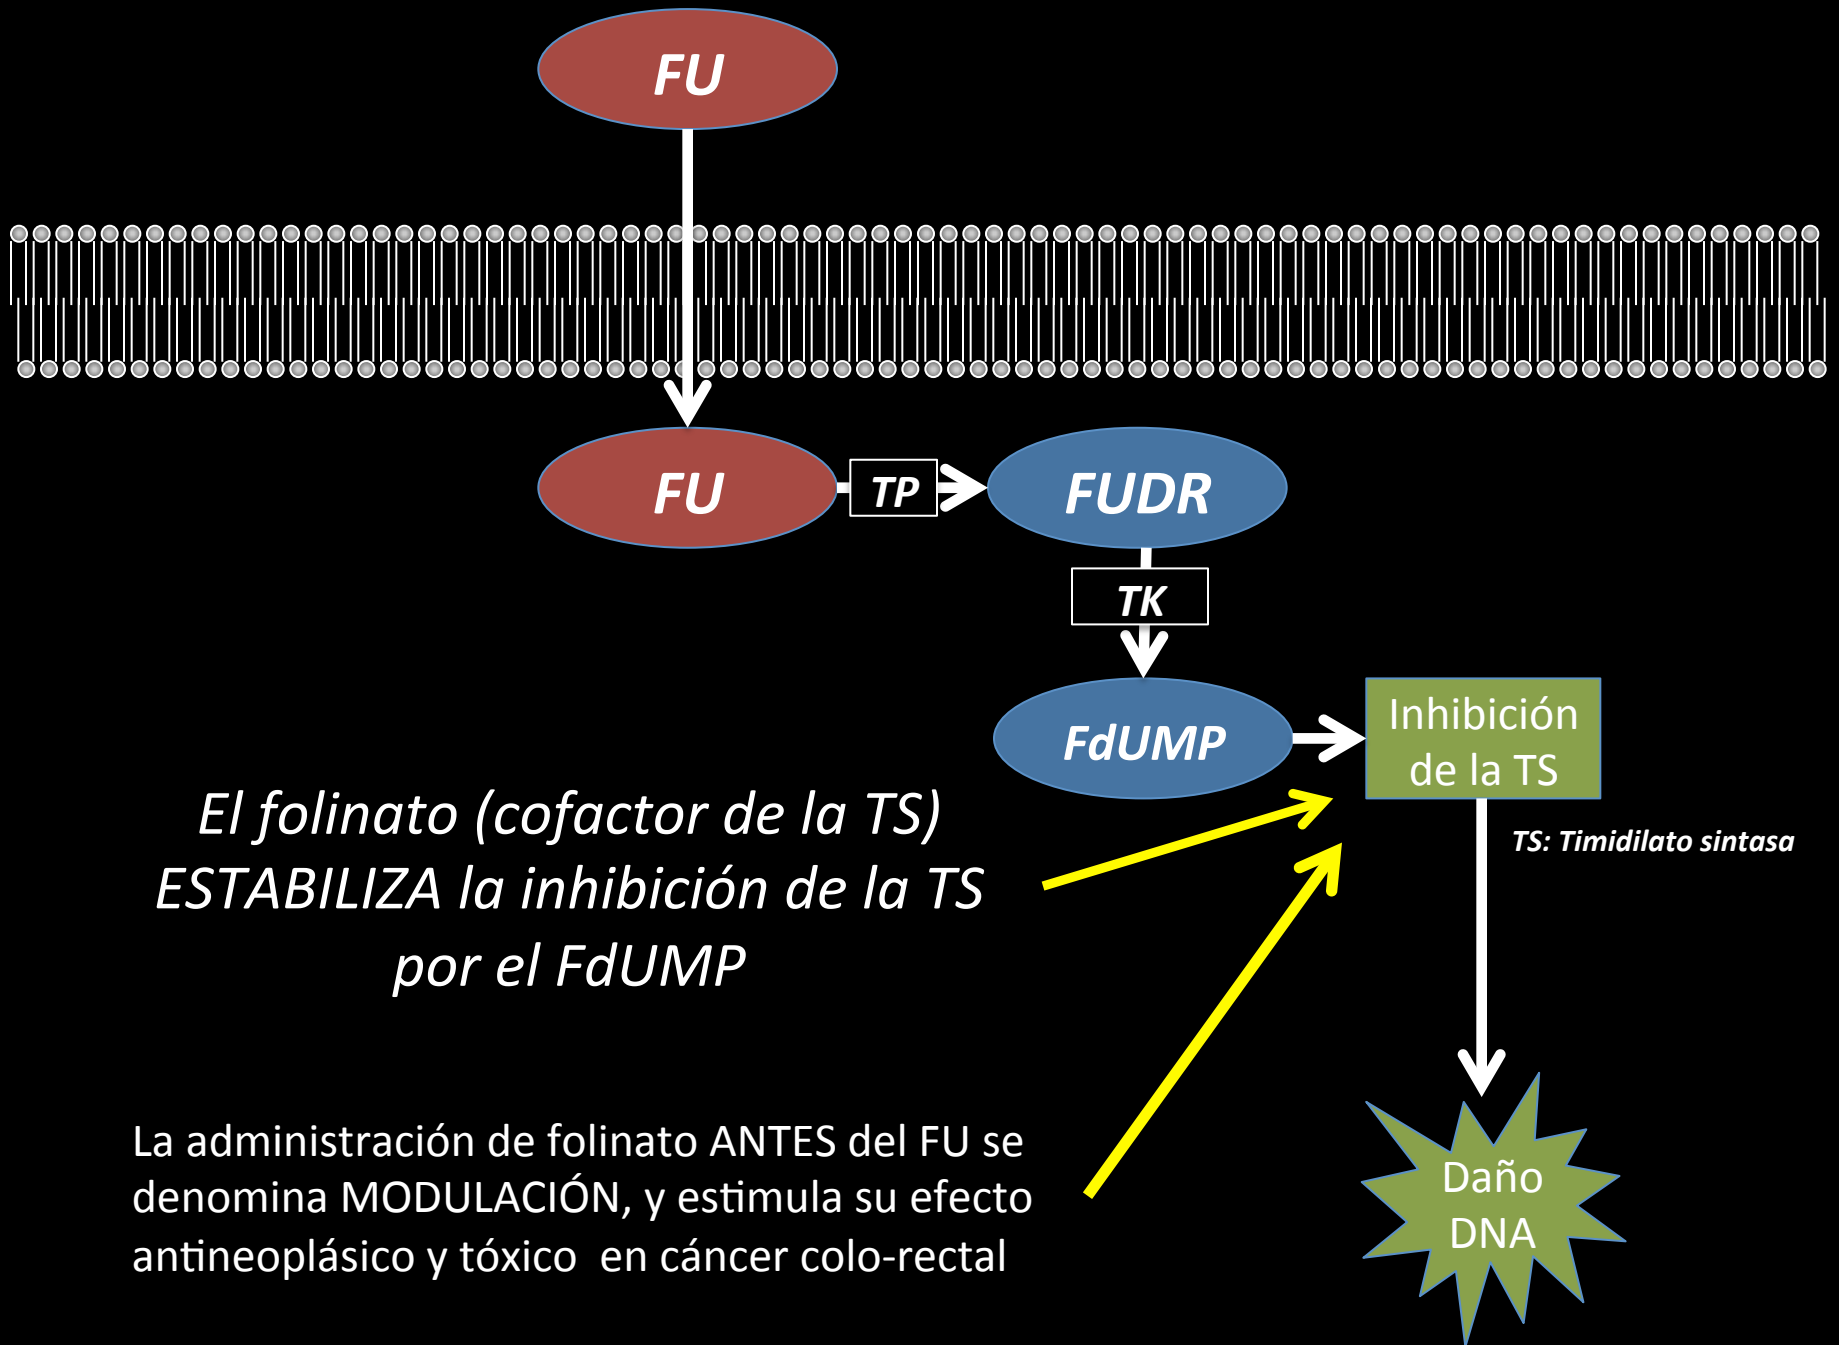 FU
FU
TP
FUDR
TK
FdUMP
Inhibición
de la TS
TS: Timidilato sintasa
El folinato (cofactor de la TS)
ESTABILIZA la inhibición de la TS
por el FdUMP
La administración de folinato ANTES del FU se
denomina MODULACIÓN, y estimula su efecto
antineoplásico y tóxico en cáncer colo-rectal
Daño
DNA